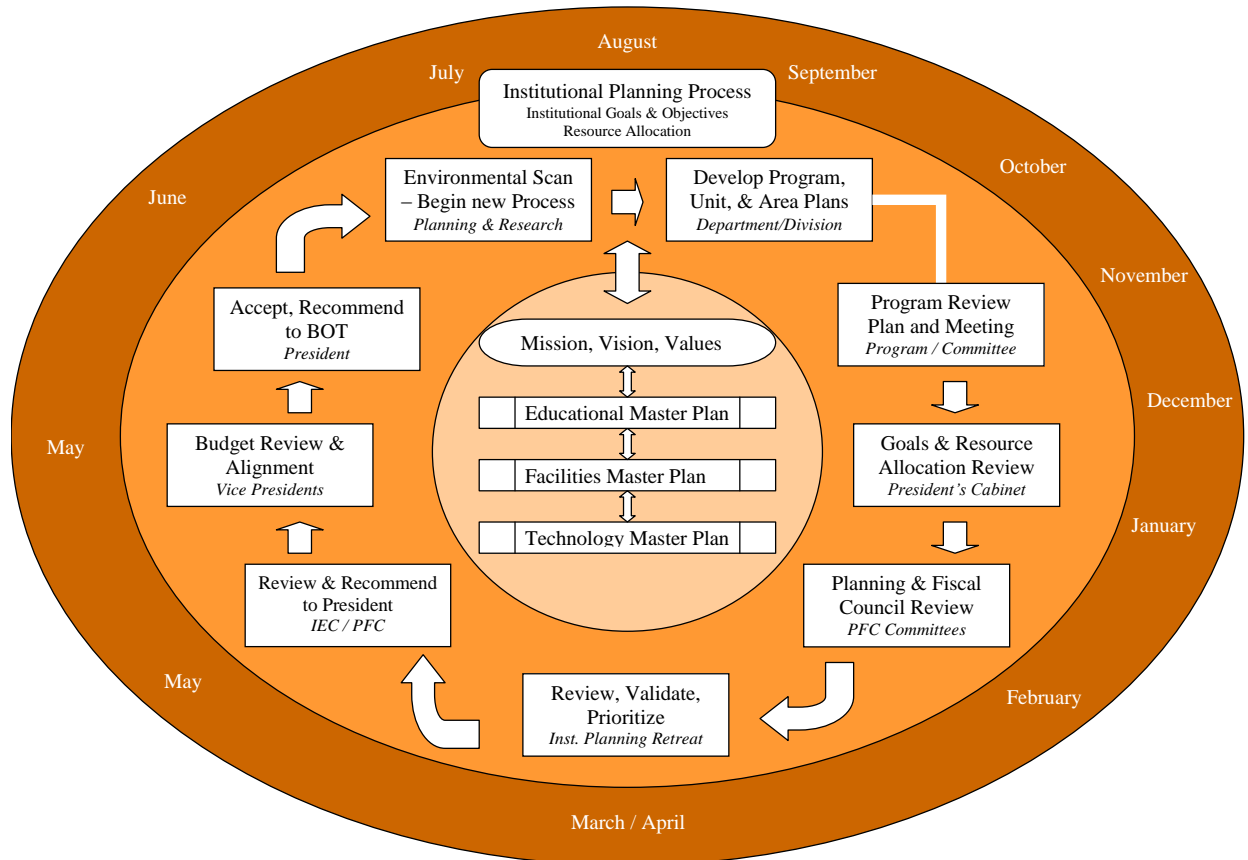 August
July
September
Institutional Planning Process
Institutional Goals & Objectives
Resource Allocation
October
June
Environmental Scan
– Begin new Process
Planning & Research
Develop Program,
Unit, & Area Plans
Department/Division
November
Accept, Recommend
to BOT
President
Program Review
Plan and Meeting
Program / Committee
Mission, Vision, Values
December
Educational Master Plan
May
Budget Review &
Alignment
Vice Presidents
Goals & Resource
Allocation Review
President’s Cabinet
Facilities Master Plan
January
Technology Master Plan
Review & Recommend
to President
IEC / PFC
Planning & Fiscal
Council Review
PFC Committees
May
February
Review, Validate,
Prioritize
Inst. Planning Retreat
March / April